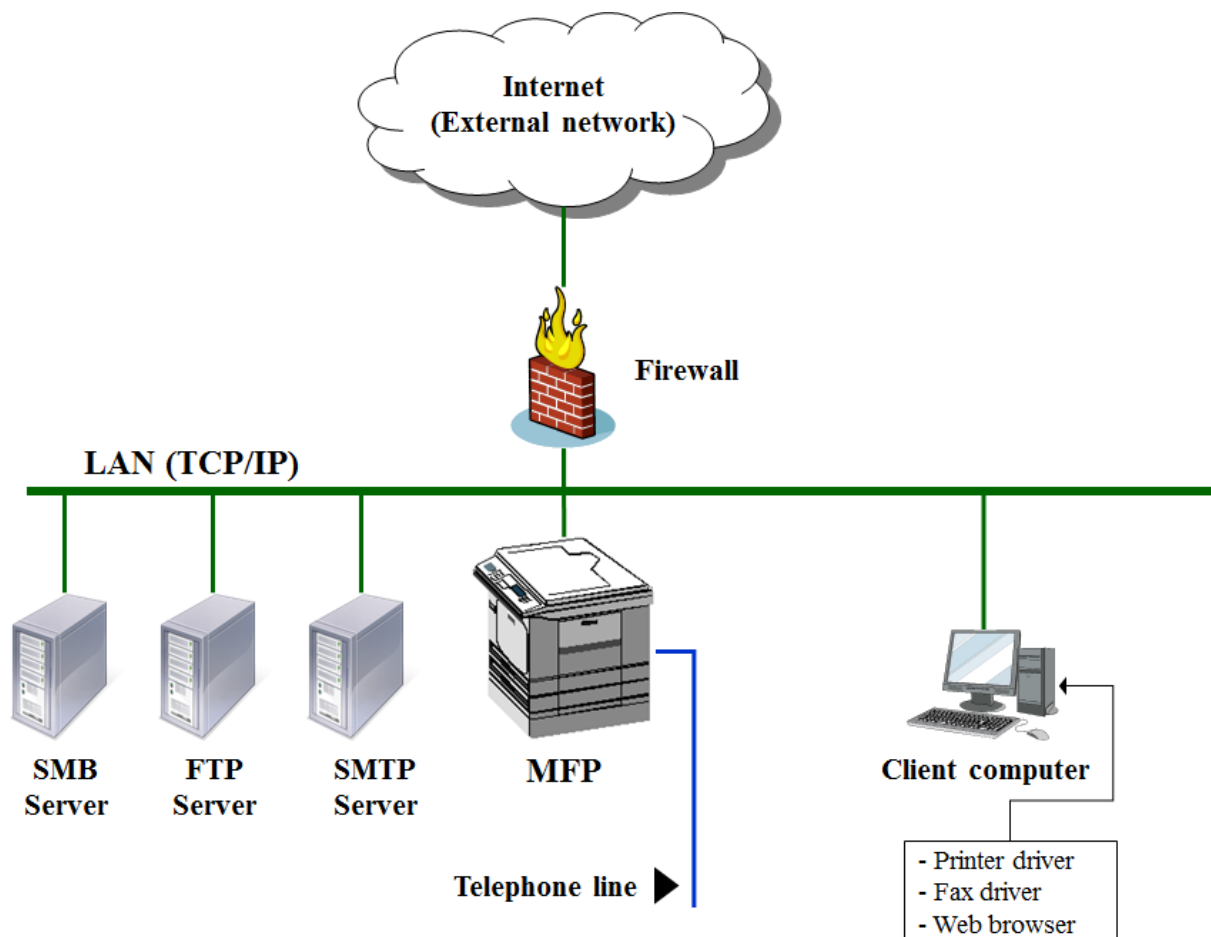 Internet
(External network)
Firewall
LAN (TCP/IP)
SMB
Server
FTP
Server
SMTP
Server
MFP
Client computer
Telephone line
- Printer driver
- Fax driver
- Web browser